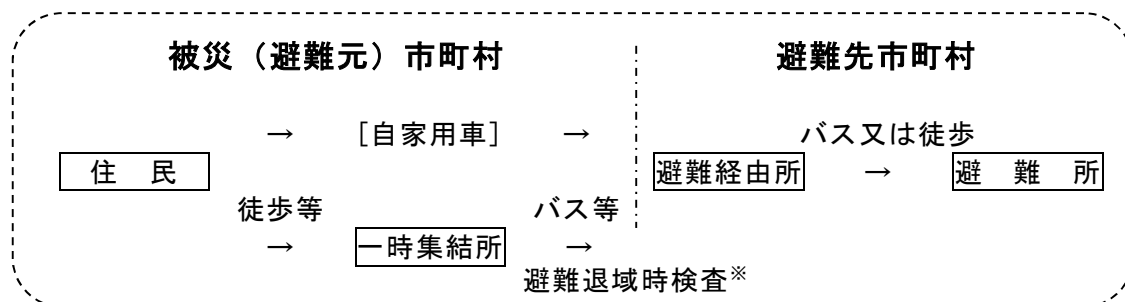 被災（避難元）市町村　避難先市町村
→　［自家用車］　→　バス又は徒歩
住　民　避難経由所　→　避　難　所
徒歩等　バス等
→　一時集結所　→
避難退域時検査※